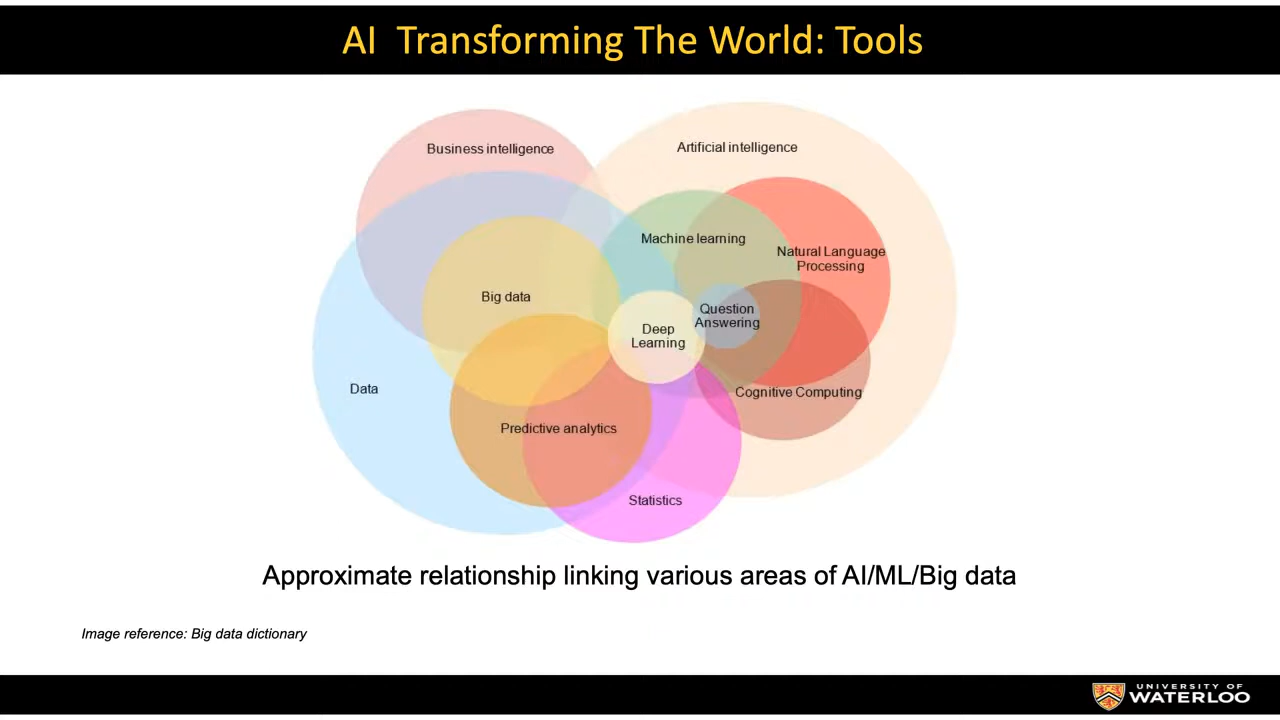 AI  Transforming The World: Tools
Business intelligence
Artificial intelligence
Machine learning
Natural Language
Processing
Big data
Question
Answering
Deep
Learning
Data
Cognitive Computing
Predictive analytics
Statistics
Approximate relationship linking various areas of AI/ML/Big data
Image reference: Big data dictionary
UNIVERSITY OF
WATERLOO